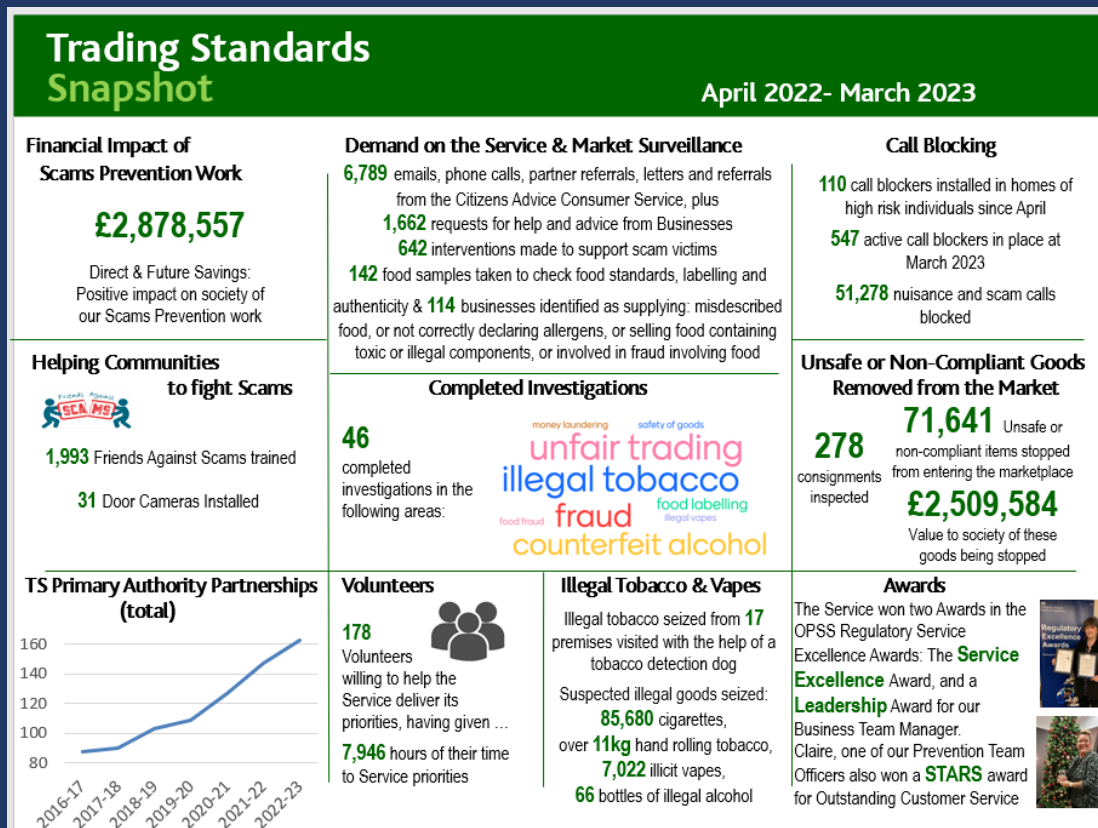 Trading Standards
Snapshot
April 2022- March 2023
Financial Impact of
Scams Prevention Work
£2,878,557
Direct & Future Savings:
Positive impact on society of
our Scams Prevention work
Demand on the Service & Market Surveillance
6,789 emails, phone calls, partner referrals, letters and referrals
from the Citizens Advice Consumer Service, plus
1,662 requests for help and advice from Businesses
642 interventions made to support scam victims
142 food samples taken to check food standards, labelling and
authenticity & 114 businesses identified as supplying: misdescribed
food, or not correctly declaring allergens, or selling food containing
toxic or illegal components, or involved in fraud involving food
Call Blocking
110 call blockers installed in homes of
high risk individuals since April
547 active call blockers in place at
March 2023
51,278 nuisance and scam calls
blocked
Helping Communities
to fight Scams
Friends Against
SCAMS
1,993 Friends Against Scams trained
31 Door Cameras Installed
Completed Investigations
46
completed
investigations in the
following areas:
money laundering
safety of goods
unfair trading
illegal tobacco
food labelling
food fraud
fraud
illegal vapes
counterfeit alcohol
Unsafe or Non-Compliant Goods
Removed from the Market
278
consignments
inspected
71,641 Unsafe or
non-compliant items stopped
from entering the marketplace
£2,509,584
Value to society of these
goods being stopped
TS Primary Authority Partnerships
(total)
160
140
120
100
80
2016-17
2017-18
2018-19
2019-20
2020-21
2021-22
2022-23
Volunteers
178
Volunteers
willing to help the
Service deliver its
priorities, having given ...
7,946 hours of their time
to Service priorities
Illegal Tobacco & Vapes
Illegal tobacco seized from 17
premises visited with the help of a
tobacco detection dog
Suspected illegal goods seized:
85,680 cigarettes,
over 11kg hand rolling tobacco,
7,022 illicit vapes,
66 bottles of illegal alcohol
Awards
The Service won two Awards in the
OPSS Regulatory Service
Excellence Awards: The Service
Excellence Award, and a
Leadership Award for our
Business Team Manager.
Claire, one of our Prevention Team
Officers also won a STARS award
for Outstanding Customer Service
Regulatory
Excellence
Awards